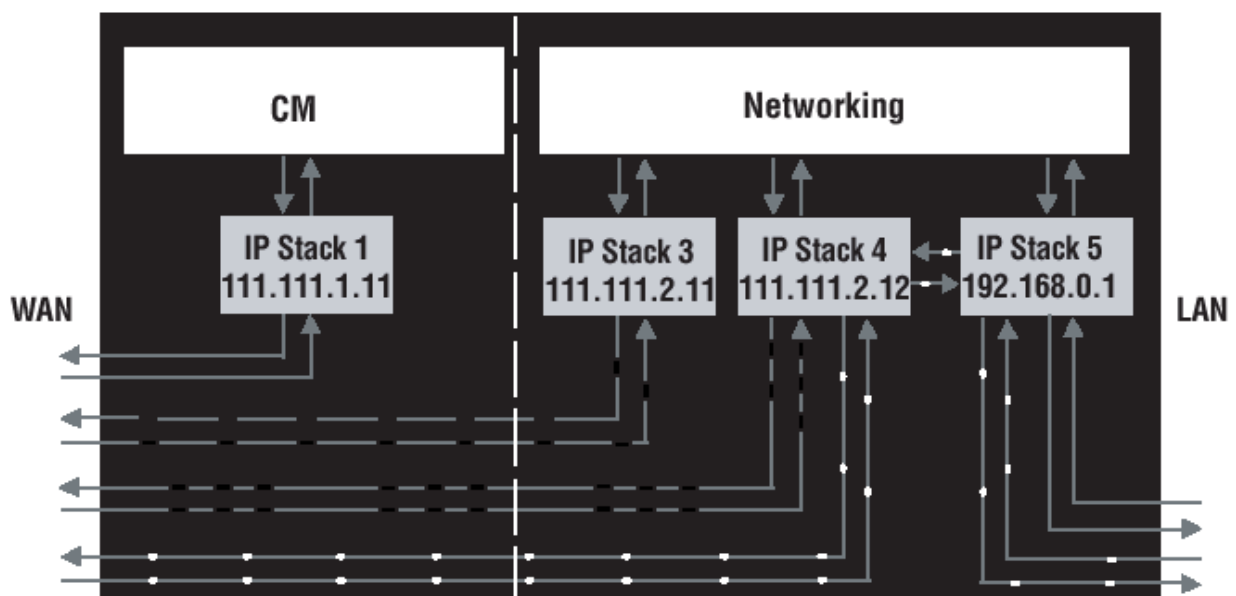 CM
Networking
IP Stack 1
111.111.1.11
IP Stack 3
111.111.2.11
IP Stack 4
111.111.2.12
IP Stack 5
192.168.0.1
WAN
LAN